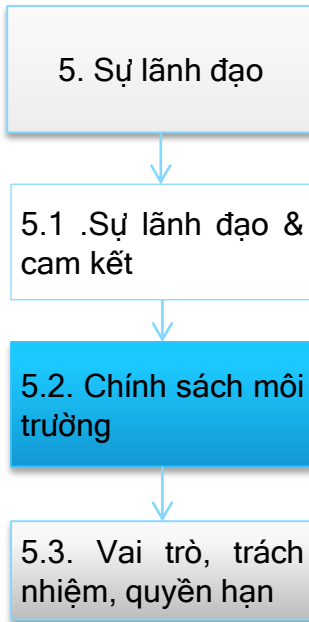 5. Sự lãnh đạo
5.1 .Sự lãnh đạo &
cam kết
5.2. Chính sách môi
trường
5.3. Vai trò, trách
nhiệm, quyền hạn